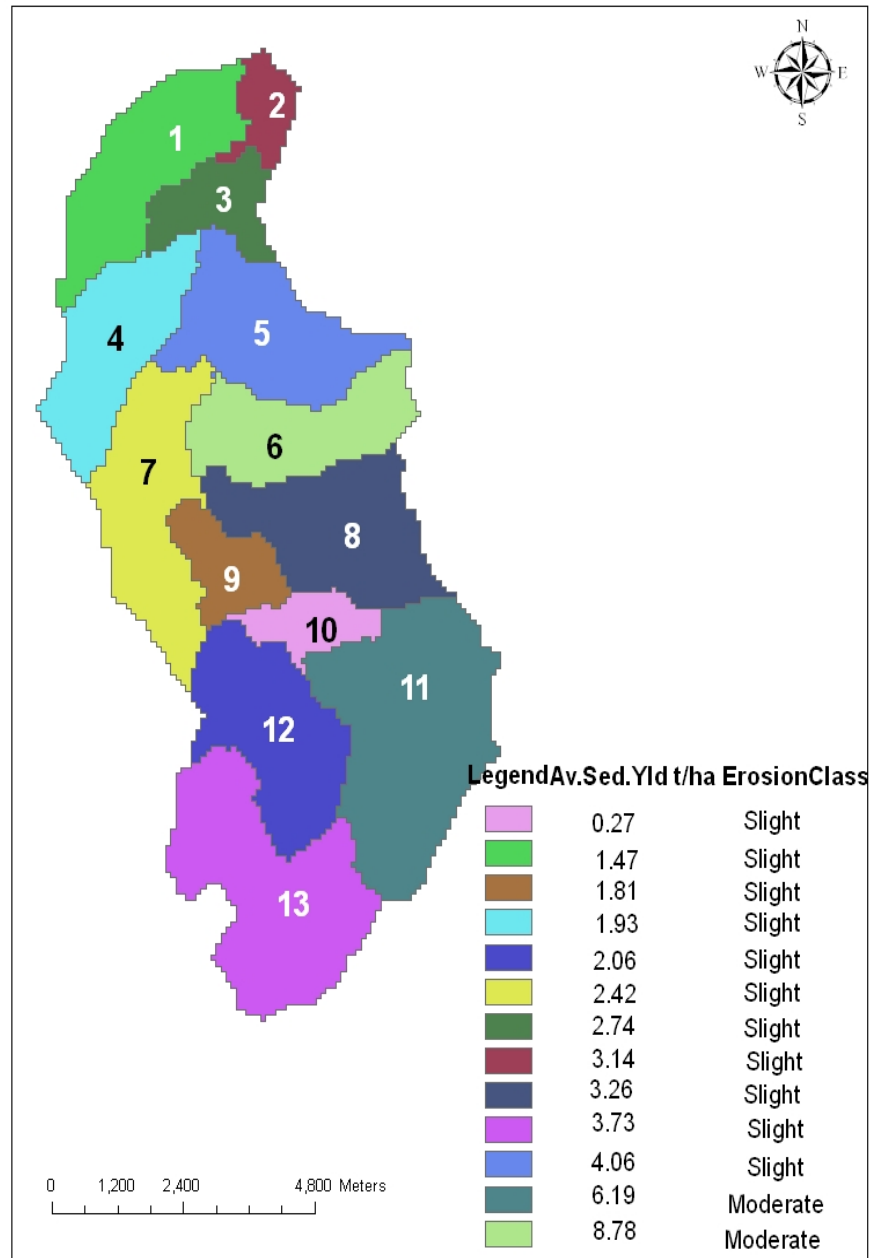 N
W E
S
2
1
3
4
5
6
7
8
9
10
11
12
13
Legend Av.Sed.Yld t/ha ErosionClass
0.27 Slight
1.47 Slight
1.81 Slight
1.93 Slight
2.06 Slight
2.42 Slight
2.74 Slight
3.14 Slight
3.26 Slight
3.73 Slight
4.06 Slight
6.19 Moderate
8.78 Moderate
0 1,200 2,400 4,800 Meters